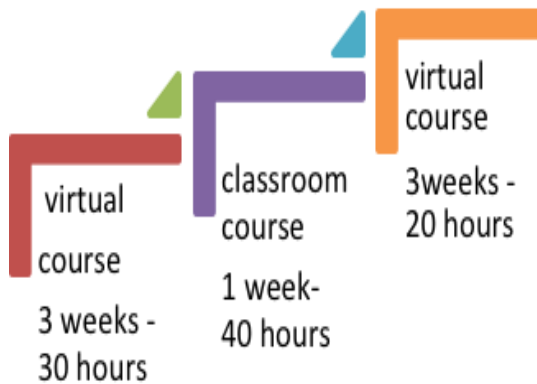 virtual
course
3 weeks -
30 hours
classroom
course
1 week-
40 hours
virtual
course
3weeks -
20 hours